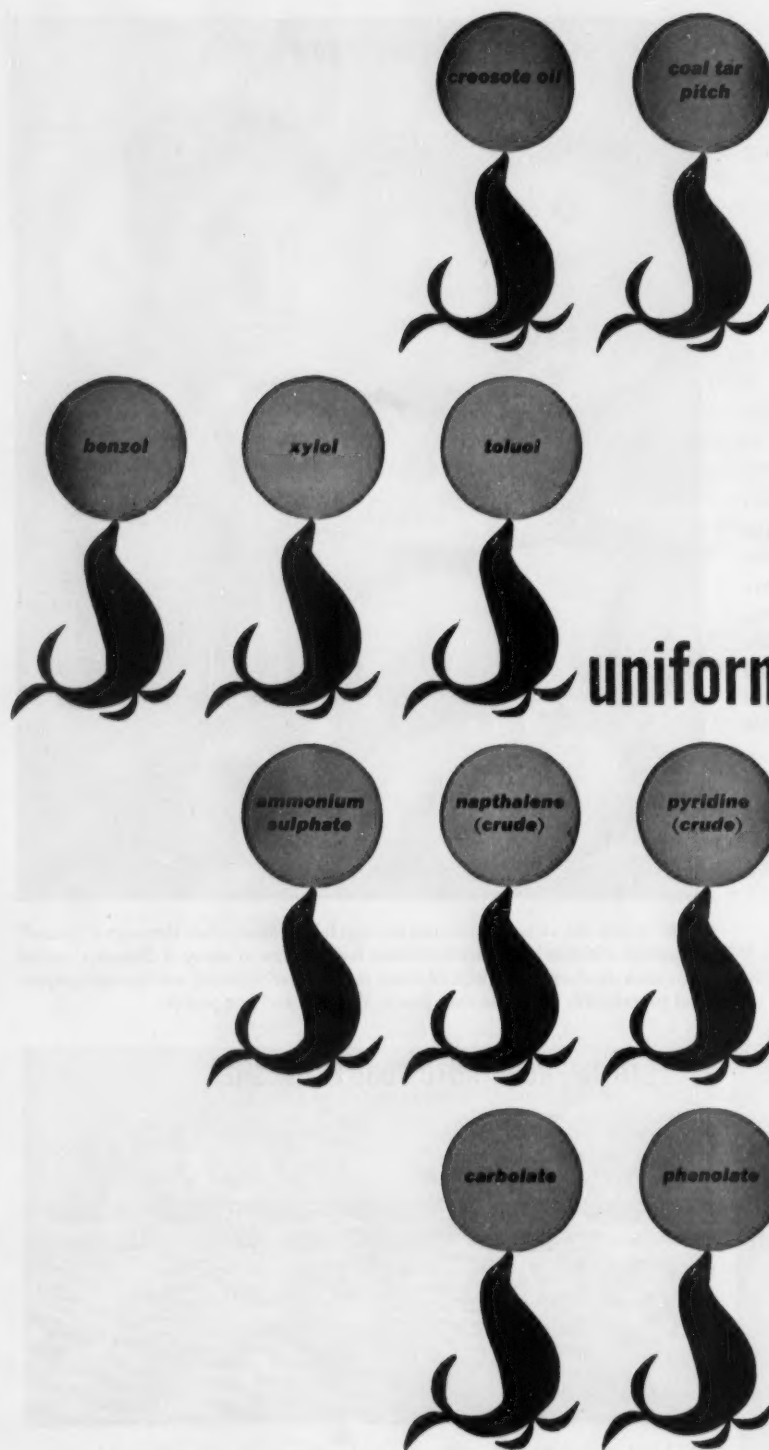 creosote oil
coal tar
pitch
benzol
xylol
toluol
uniform
ammonium
sulphate
napthalene
(crude)
pyridine
(crude)
carbolate
phenolate